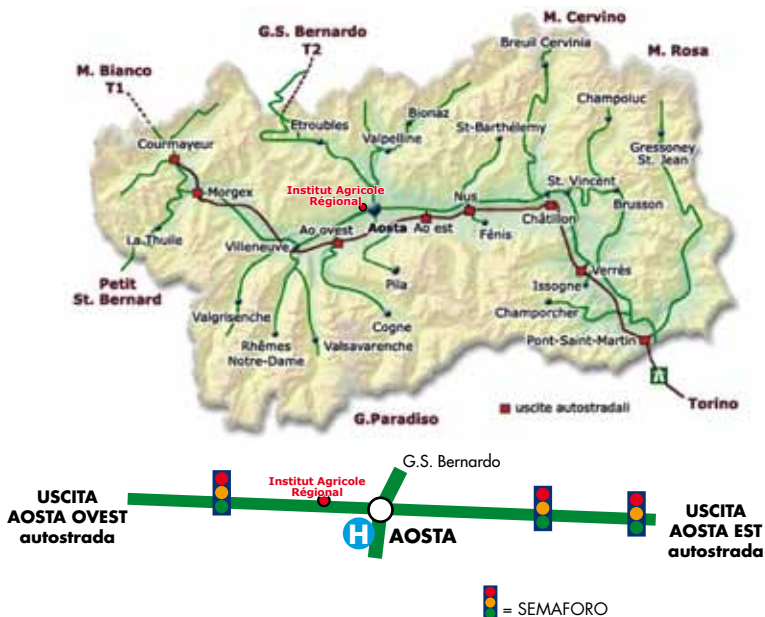 M. Cervino
Breuil Cervinia
G.S. Bernardo
T2
M. Rosa
M. Bianco
T1
Champoluc
Bionaz
Etroubles
Valpelline
St-Barthélemy
Courmayeur
Gressoney
St. Jean
Morgex
Institut Agricole
Régional
Nus
St. Vincent
Brusson
La Thuile
Villeneuve
Ao ovest
Aosta
Ao est
Fénis
Châtillon
Petit
St. Bernard
Pila
Issogne
Verrès
Valgrisenche
Cogne
Champorcher
Rhêmes
Notre-Dame
Valsavarenche
Pont-Saint-Martin
G.Paradiso
uscite autostradali
Torino
G.S. Bernardo
Institut Agricole
Régional
USCITA
AOSTA OVEST
autostrada
H
AOSTA
USCITA
AOSTA EST
autostrada
= SEMAFORO